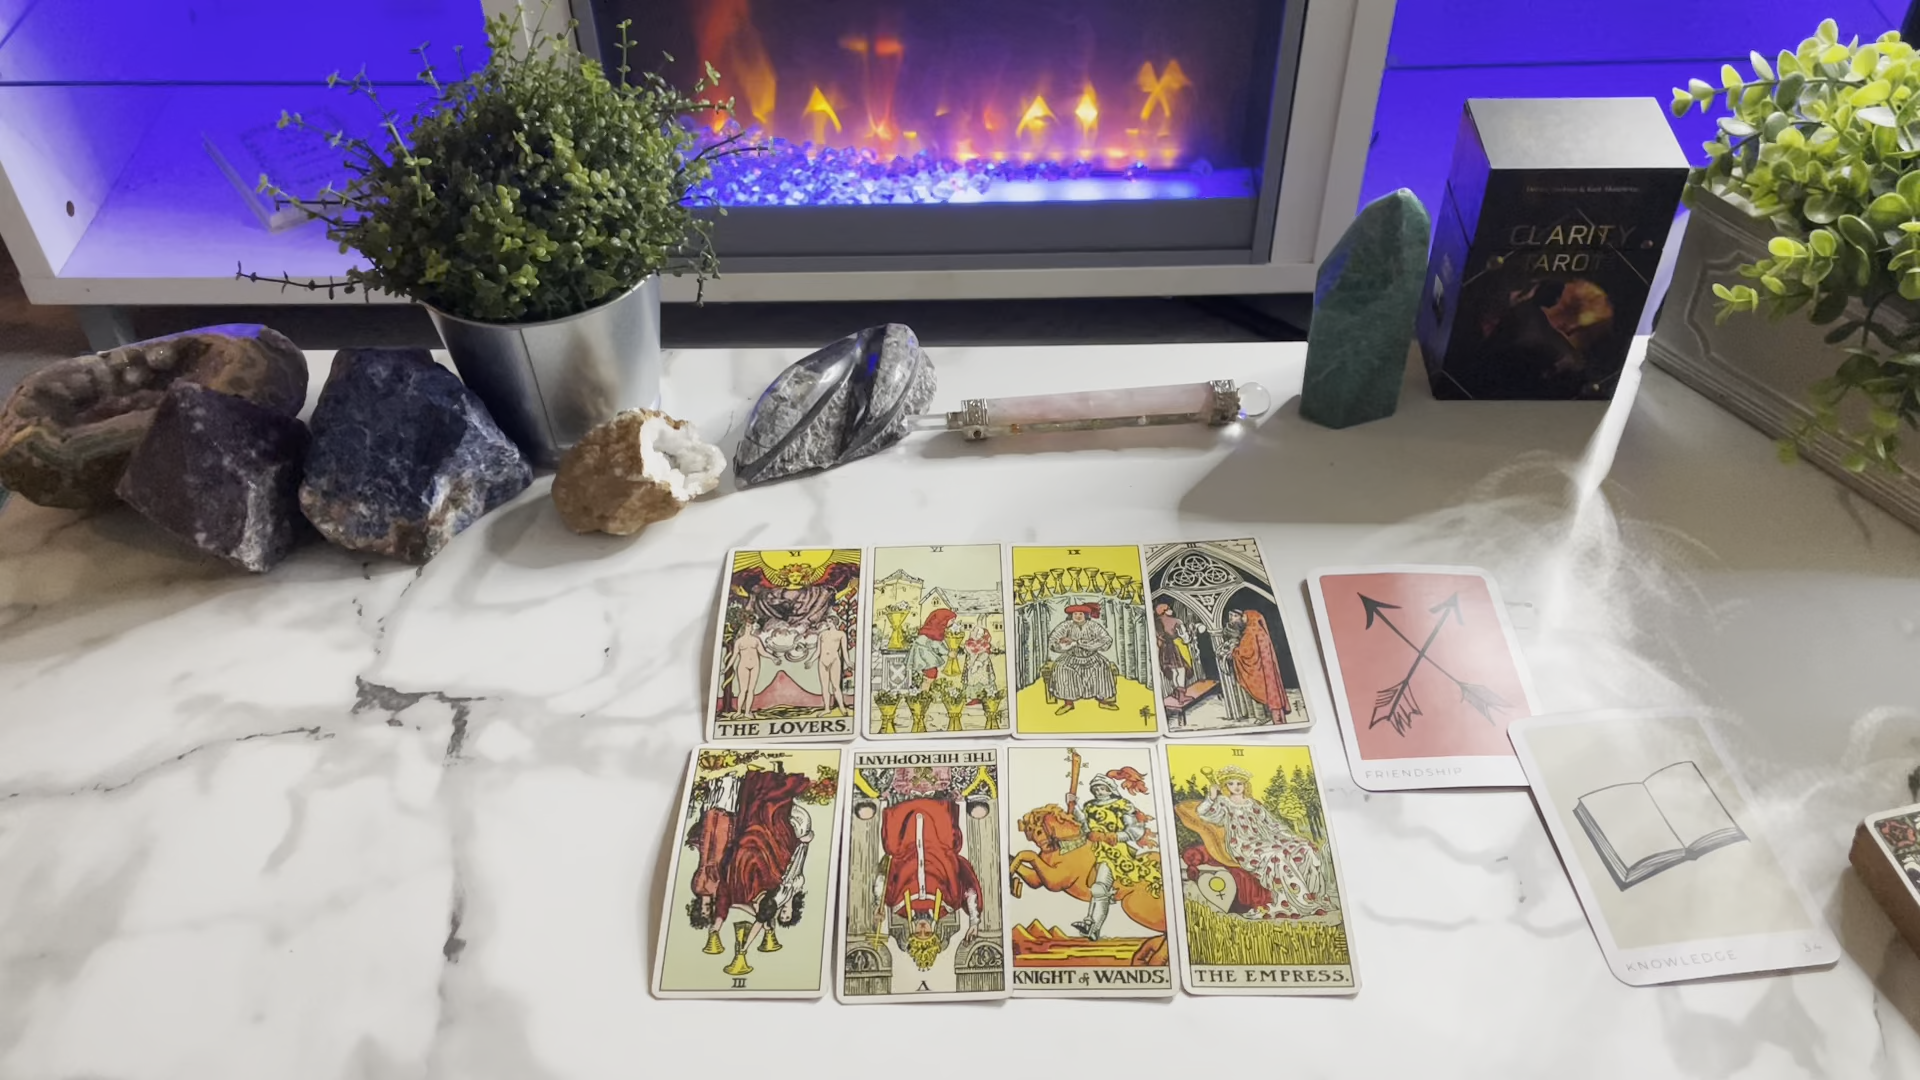 CLARITY
TAROT
VI
VI
IX
III
THE LOVERS.
FRIENDSHIP
THE HIEROPHANT
III
III
V
KNIGHT of WANDS.
THE EMPRESS.
KNOWLEDGE
34